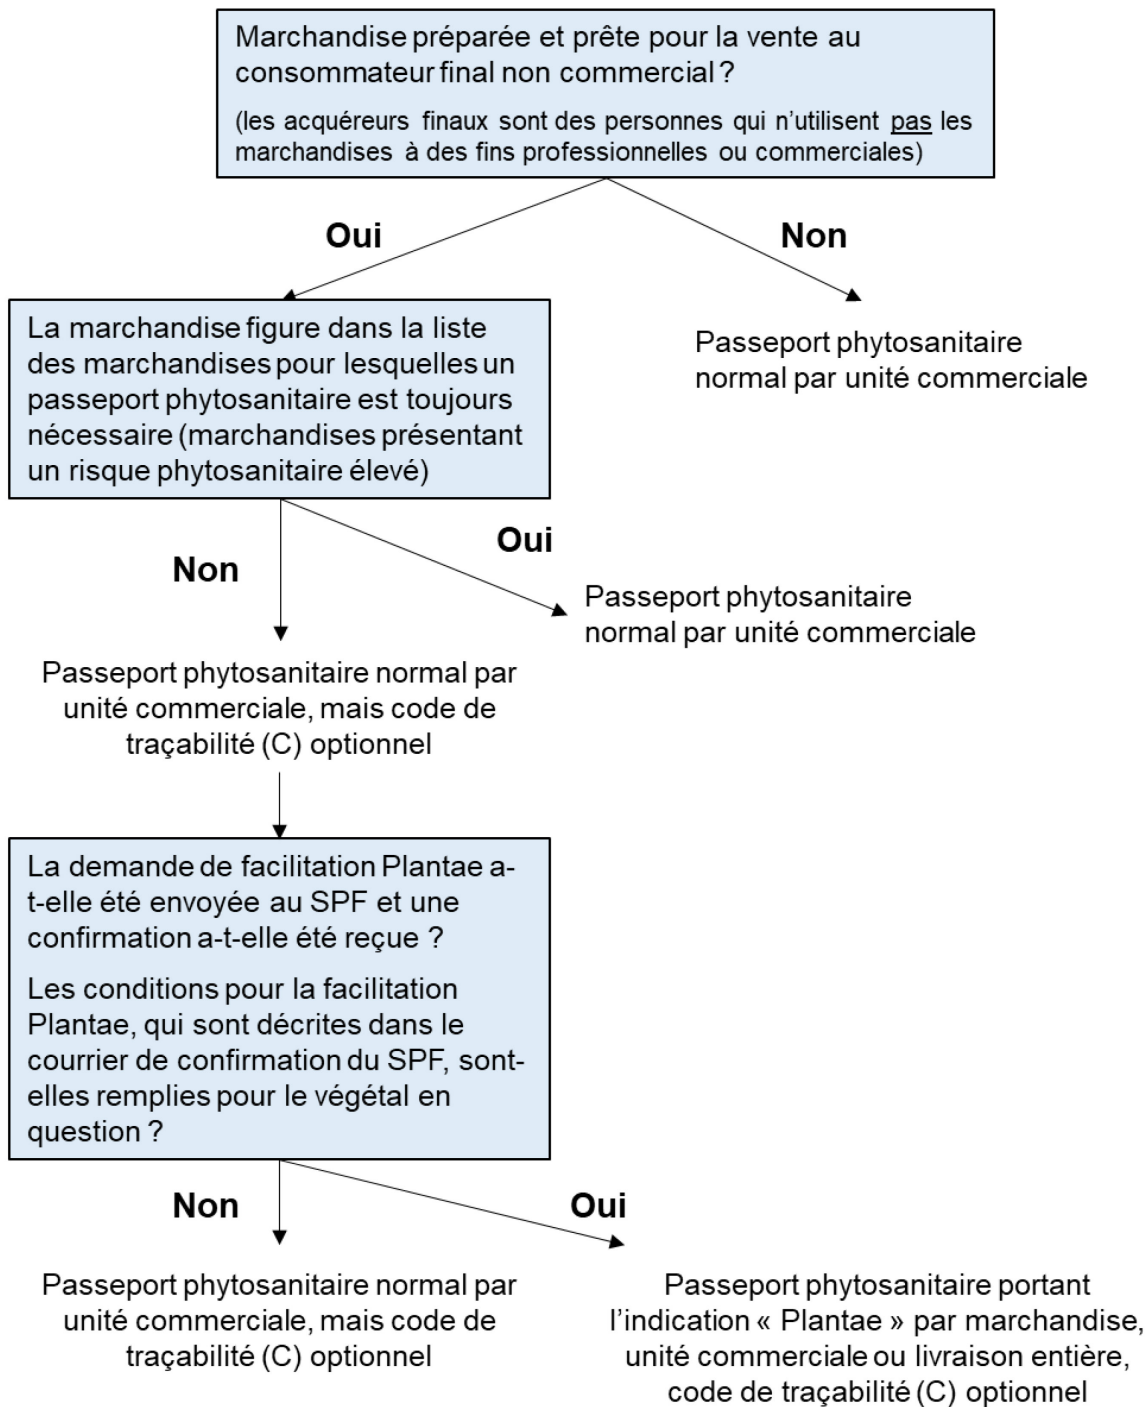 Marchandise préparée et prête pour la vente au
consommateur final non commercial ?
(les acquéreurs finaux sont des personnes qui n’utilisent pas les
marchandises à des fins professionnelles ou commerciales)
Oui
Non
La marchandise figure dans la liste
des marchandises pour lesquelles un
passeport phytosanitaire est toujours
nécessaire (marchandises présentant
un risque phytosanitaire élevé)
Passeport phytosanitaire
normal par unité commerciale
Non
Oui
Passeport phytosanitaire
normal par unité commerciale
Passeport phytosanitaire normal par
unité commerciale, mais code de
traçabilité (C) optionnel
La demande de facilitation Plantae a-
t-elle été envoyée au SPF et une
confirmation a-t-elle été reçue ?
Les conditions pour la facilitation
Plantae, qui sont décrites dans le
courrier de confirmation du SPF, sont-
elles remplies pour le végétal en
question ?
Non
Oui
Passeport phytosanitaire normal par
unité commerciale, mais code de
traçabilité (C) optionnel
Passeport phytosanitaire portant
l’indication « Plantae » par marchandise,
unité commerciale ou livraison entière,
code de traçabilité (C) optionnel